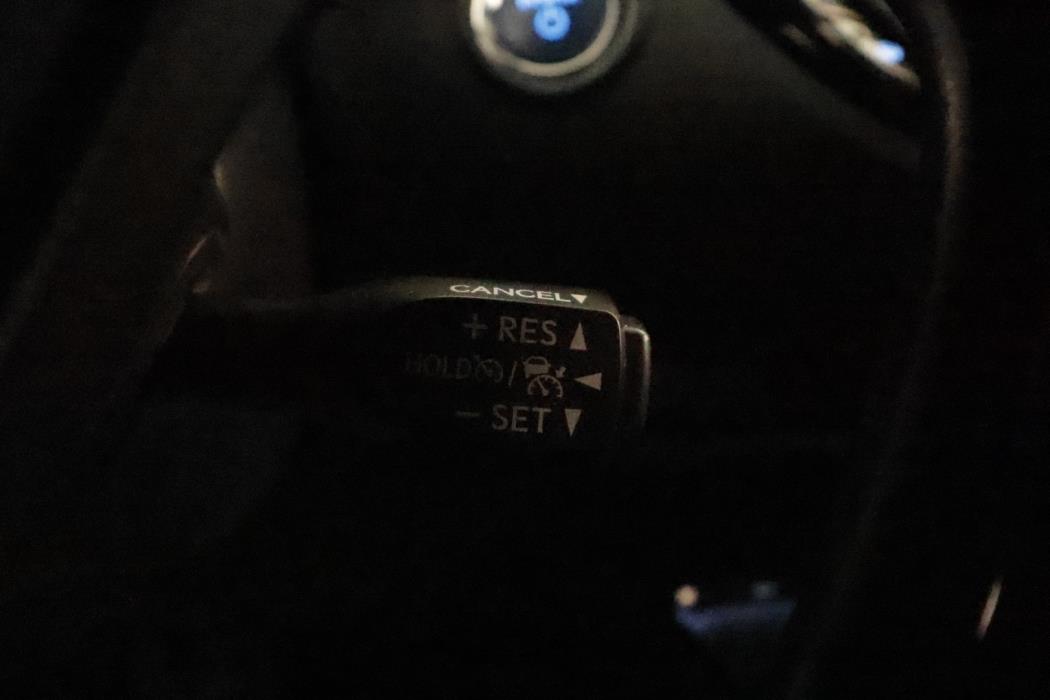 CANCEL▼
+ RES ▲
HOLD / ◀
− SET ▼